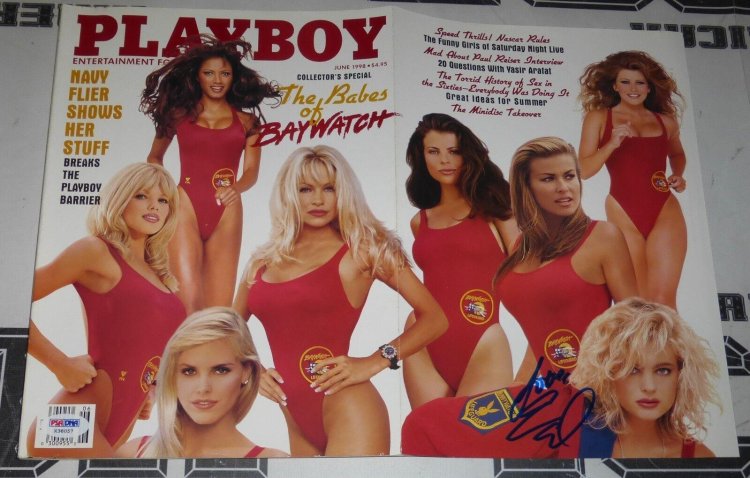 PLAYBOY
ENTERTAINMENT FO
JUNE 1998 • $4.95
COLLECTOR'S SPECIAL
The Babes
of
BAYWATCH
NAVY
FLIER
SHOWS
HER
STUFF
BREAKS
THE
PLAYBOY
BARRIER
Speed Thrills! Nascar Rules
The Funny Girls of Saturday Night Live
Mad About Paul Reiser Interview
20 Questions With Yasir Arafat
The Torrid History of Sex in
the Sixties—Everybody Was Doing It
Great Ideas for Summer
The Minidisc Takeover
BAYWATCH
LIFEGUARD
PSA/DNA
06